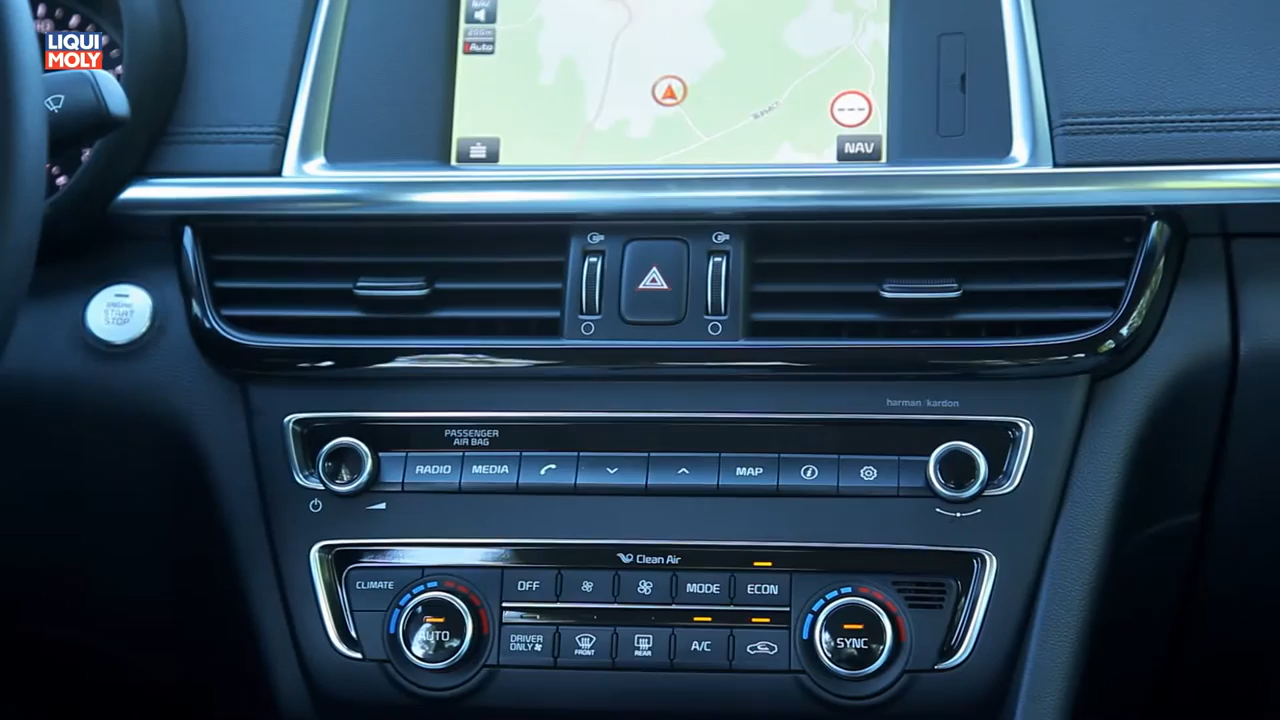 LIQUI
MOLY
Auto
NAV
ENGINE
START
STOP
harman/kardon
PASSENGER
AIR BAG
RADIO
MEDIA
MAP
Clean Air
CLIMATE
OFF
MODE
ECON
AUTO
DRIVER
ONLY
FRONT
REAR
A/C
SYNC